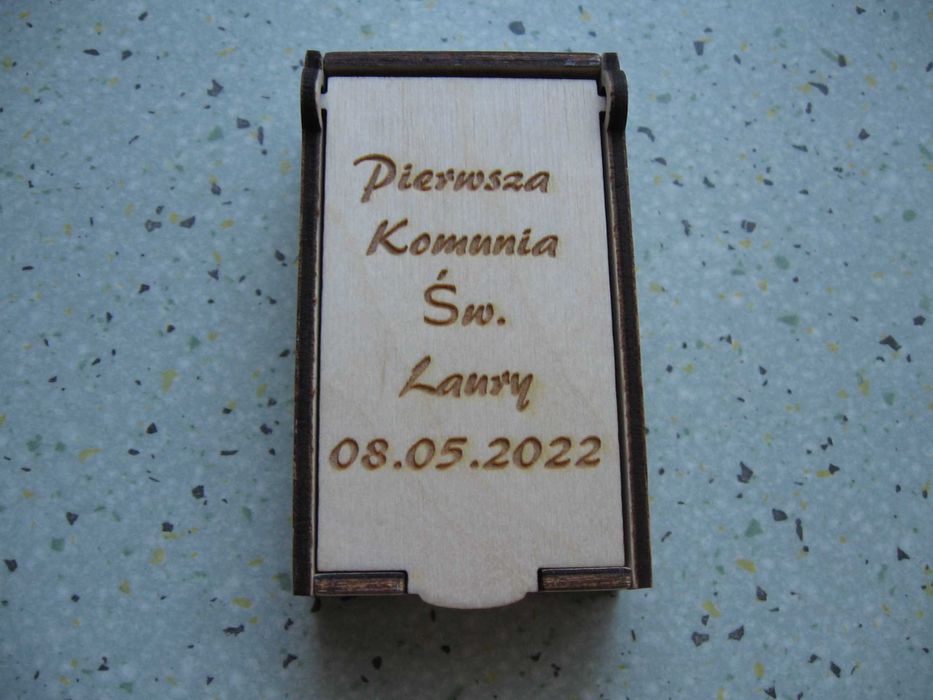 Pierwsza
Komunia
Św.
Laury
08.05.2022